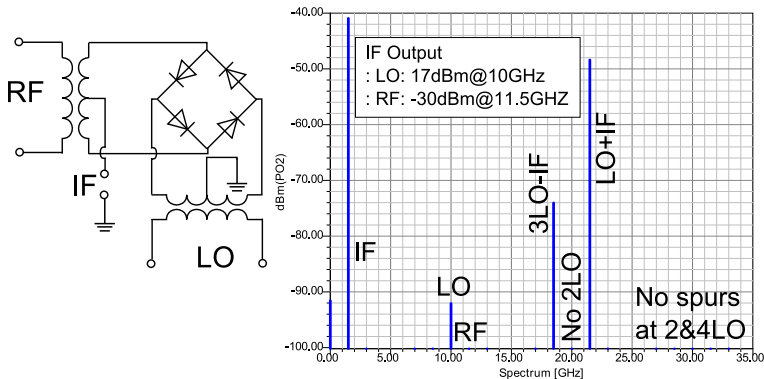 RF
IF
LO
IF Output
: LO: 17dBm@10GHz
: RF: -30dBm@11.5GHZ
dBm(PO2)
-40.00
-50.00
-60.00
-70.00
-80.00
-90.00
-100.00
IF
LO
RF
3LO-IF
No 2LO
LO+IF
No spurs
at 2&4LO
0.00 5.00 10.00 15.00 20.00 25.00 30.00 35.00
Spectrum [GHz]